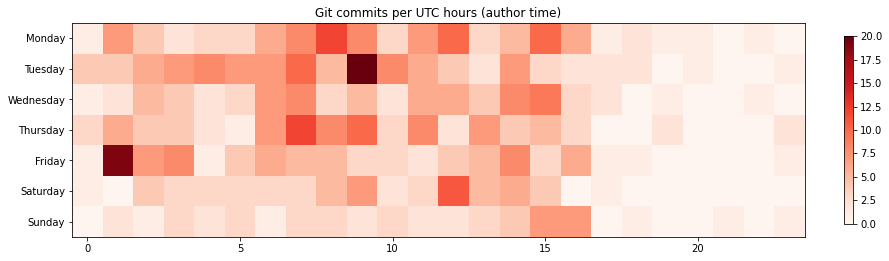 Git commits per UTC hours (author time)
Monday
Tuesday
Wednesday
Thursday
Friday
Saturday
Sunday
0 5 10 15 20
20.0
17.5
15.0
12.5
10.0
7.5
5.0
2.5
0.0